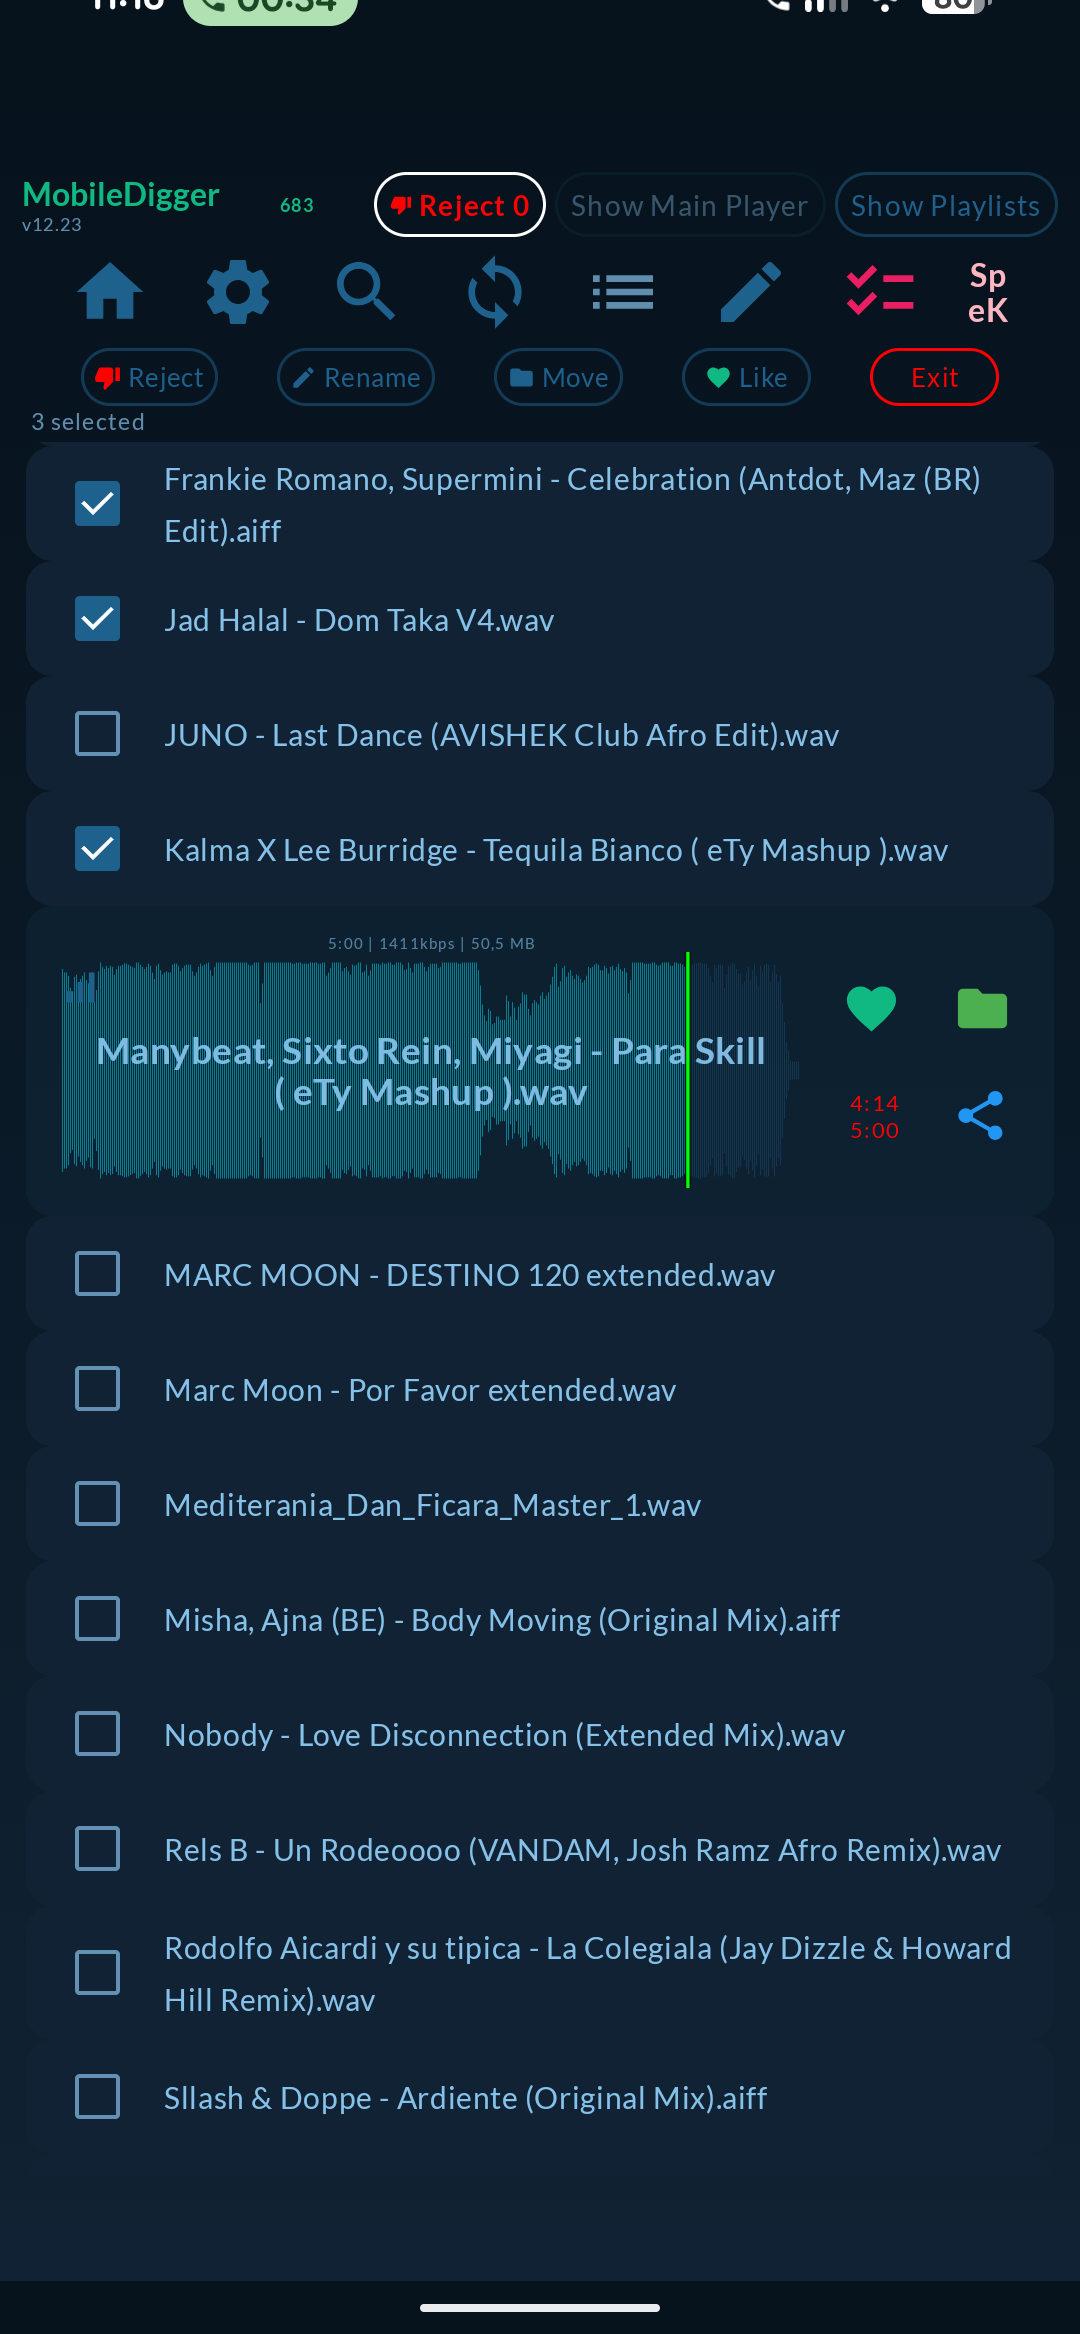 MobileDigger
v12.23
683
Reject 0
Show Main Player
Show Playlists
Sp
eK
Reject
Rename
Move
Like
Exit
3 selected
Frankie Romano, Supermini - Celebration (Antdot, Maz (BR)
Edit).aiff
Jad Halal - Dom Taka V4.wav
JUNO - Last Dance (AVISHEK Club Afro Edit).wav
Kalma X Lee Burridge - Tequila Bianco ( eTy Mashup ).wav
5:00 | 1411kbps | 50,5 MB
Manybeat, Sixto Rein, Miyagi - Para Skill
( eTy Mashup ).wav
4:14
5:00
MARC MOON - DESTINO 120 extended.wav
Marc Moon - Por Favor extended.wav
Mediterania_Dan_Ficara_Master_1.wav
Misha, Ajna (BE) - Body Moving (Original Mix).aiff
Nobody - Love Disconnection (Extended Mix).wav
Rels B - Un Rodeoooo (VANDAM, Josh Ramz Afro Remix).wav
Rodolfo Aicardi y su tipica - La Colegiala (Jay Dizzle & Howard
Hill Remix).wav
Sllash & Doppe - Ardiente (Original Mix).aiff